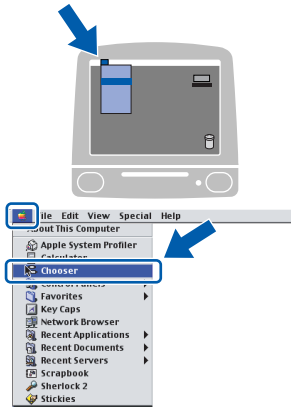 ile Edit View Special Help
About This Computer
Apple System Profiler
Calculator
Chooser
Control Panels
Favorites
Key Caps
Network Browser
Recent Applications
Recent Documents
Recent Servers
Scrapbook
Sherlock 2
Stickies